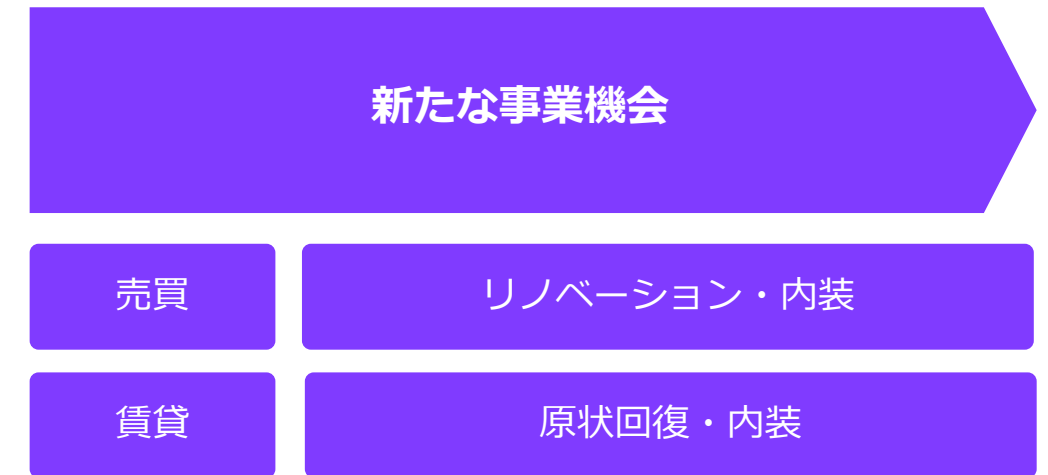 新たな事業機会
売買
リノベーション・内装
賃貸
原状回復・内装